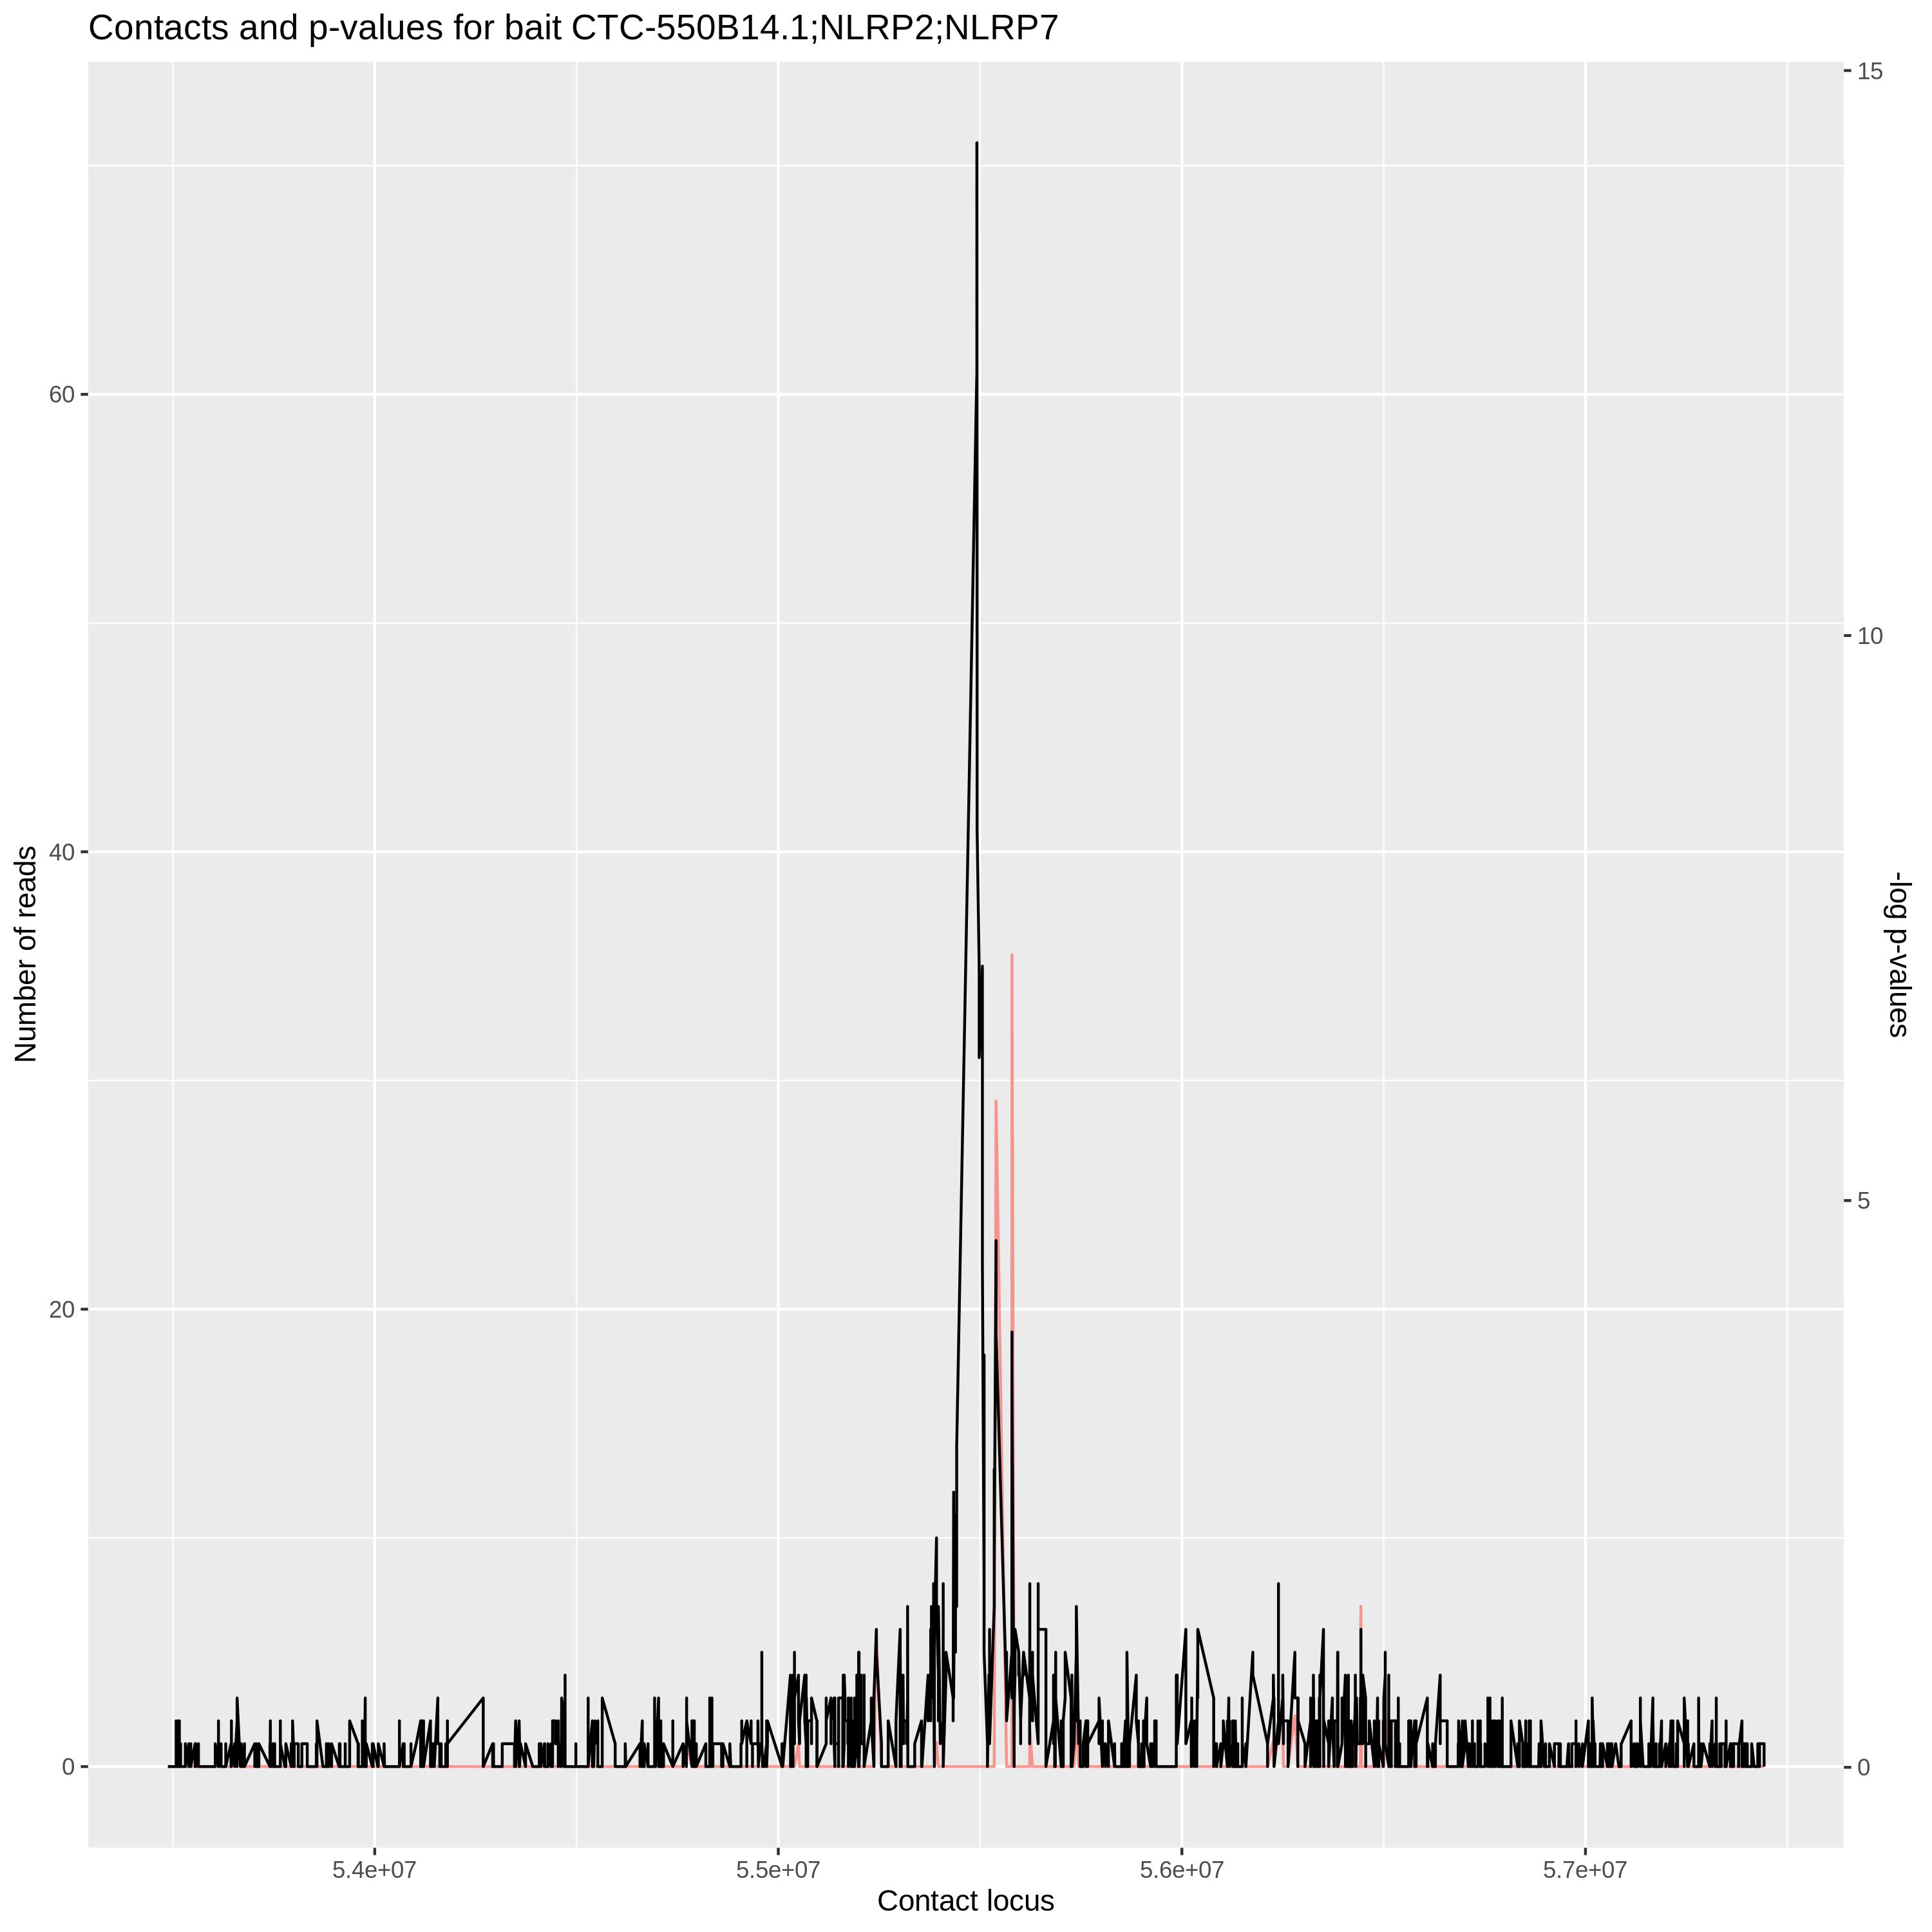 Contacts and p-values for bait CTC-550B14.1;NLRP2;NLRP7
15
60
10
40
Number of reads
-log p-values
5
20
0
0
5.4e+07
5.5e+07
5.6e+07
5.7e+07
Contact locus